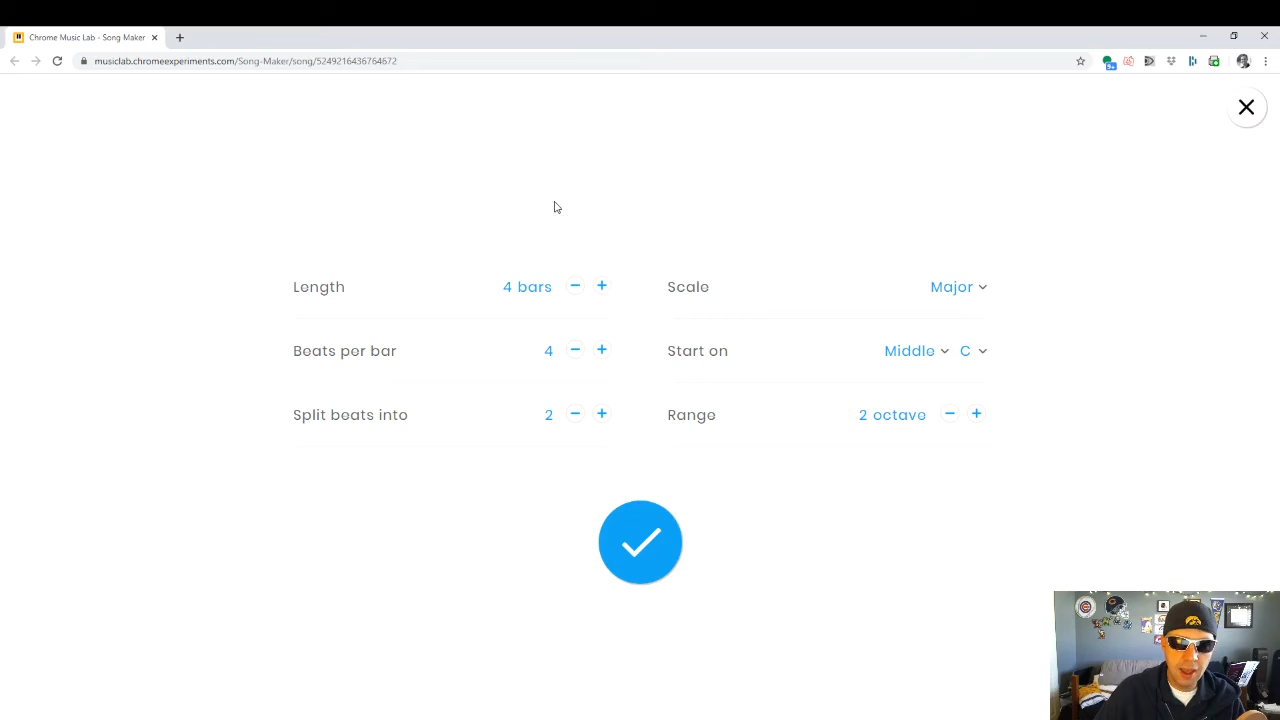 Chrome Music Lab - Song Maker
musiclab.chromeexperiments.com/Song-Maker/song/5249216436764672
Length 4 bars
Scale Major
Beats per bar 4
Start on Middle C
Split beats into 2
Range 2 octave